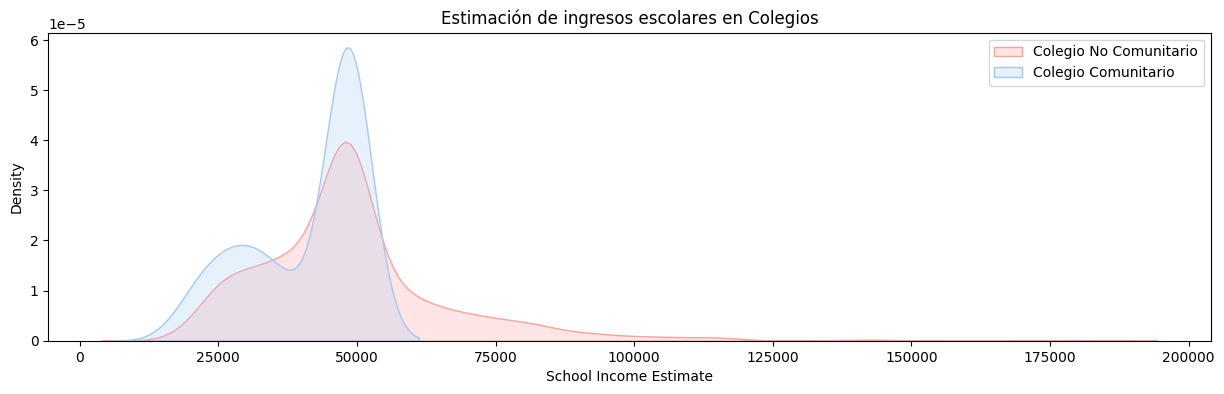 Estimación de ingresos escolares en Colegios
1e−5
Colegio No Comunitario
Colegio Comunitario
6
5
4
3
2
1
0
Density
0 25000 50000 75000 100000 125000 150000 175000 200000
School Income Estimate